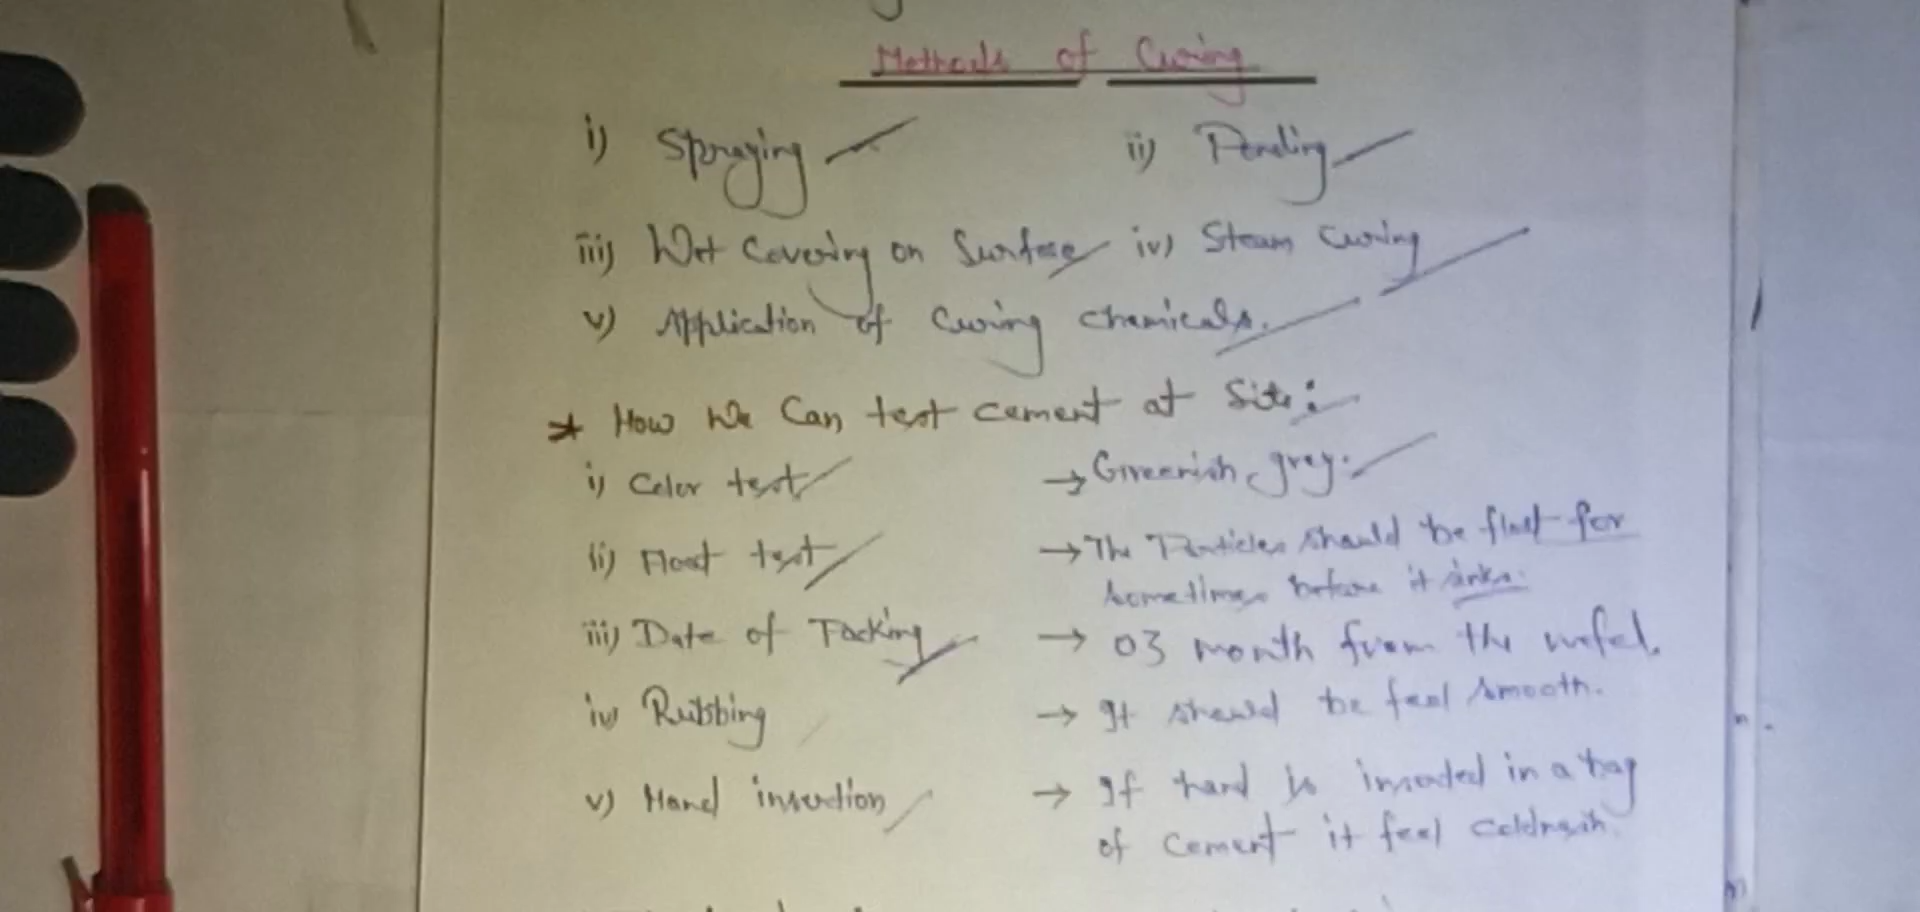 Methods of Curing
i) Spraying ii) Ponding
iii) Wet Covering on Surface iv) Steam Curing
v) Application of Curing Chemicals.
* How We Can test cement at Site:
i) Color test → Greenish grey.
ii) Float test → The Particles should be float for
sometimes before it sinks.
iii) Date of Packing → 03 month from the
iv) Rubbing → It should be feel smooth.
v) Hand insertion → If hand is inserted in a bag
of cement it feel